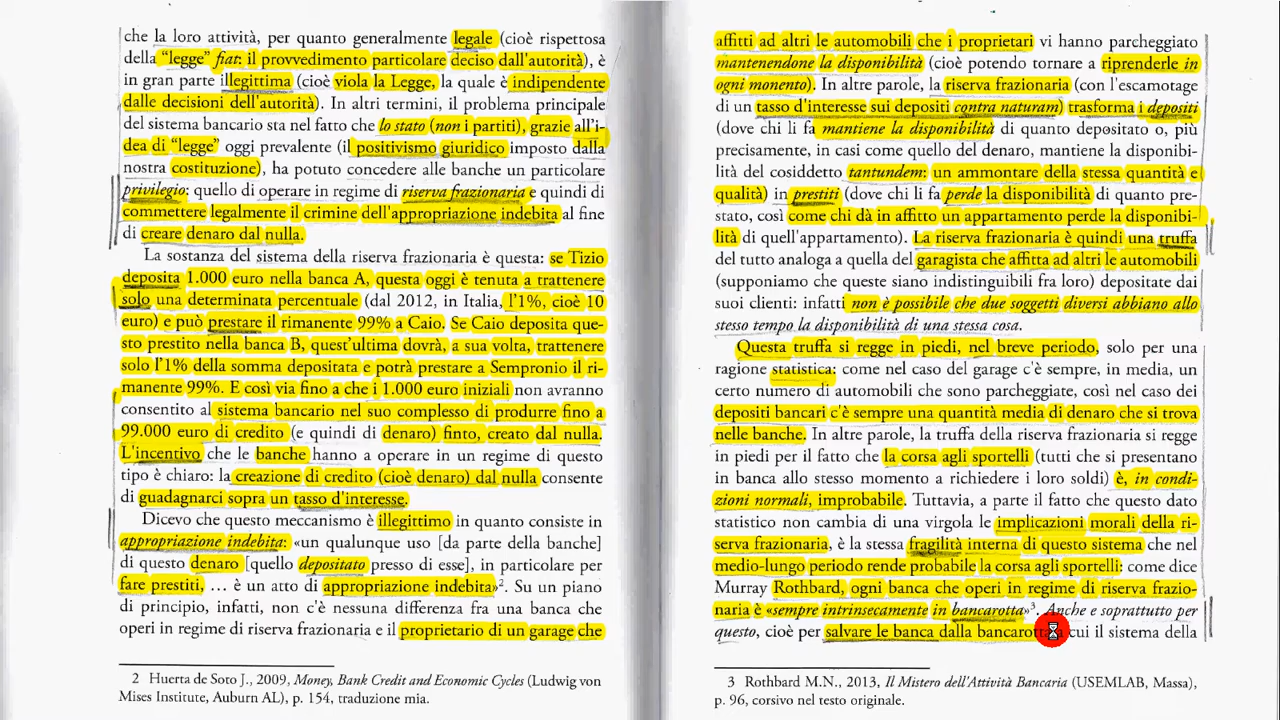 che la loro attività, per quanto generalmente legale (cioè rispettosa
della “legge” fiat: il provvedimento particolare deciso dall'autorità), è
in gran parte illegittima (cioè viola la Legge, la quale è indipendente
dalle decisioni dell'autorità). In altri termini, il problema principale
del sistema bancario sta nel fatto che lo stato (non i partiti), grazie all'i-
dea di “legge” oggi prevalente (il positivismo giuridico imposto dalla
nostra costituzione), ha potuto concedere alle banche un particolare
privilegio: quello di operare in regime di riserva frazionaria e quindi di
commettere legalmente il crimine dell'appropriazione indebita al fine
di creare denaro dal nulla.
La sostanza del sistema della riserva frazionaria è questa: se Tizio
deposita 1.000 euro nella banca A, questa oggi è tenuta a trattenere
solo una determinata percentuale (dal 2012, in Italia, l'1%, cioè 10
euro) e può prestare il rimanente 99% a Caio. Se Caio deposita que-
sto prestito nella banca B, quest'ultima dovrà, a sua volta, trattenere
solo l'1% della somma depositata e potrà prestare a Sempronio il ri-
manente 99%. E così via fino a che i 1.000 euro iniziali non avranno
consentito al sistema bancario nel suo complesso di produrre fino a
99.000 euro di credito (e quindi di denaro) finto, creato dal nulla.
L'incentivo che le banche hanno a operare in un regime di questo
tipo è chiaro: la creazione di credito (cioè denaro) dal nulla consente
di guadagnarci sopra un tasso d'interesse.
Dicevo che questo meccanismo è illegittimo in quanto consiste in
appropriazione indebita: «un qualunque uso [da parte della banche]
di questo denaro [quello depositato presso di esse], in particolare per
fare prestiti, … è un atto di appropriazione indebita»2. Su un piano
di principio, infatti, non c'è nessuna differenza fra una banca che
operi in regime di riserva frazionaria e il proprietario di un garage che
2 Huerta de Soto J., 2009, Money, Bank Credit and Economic Cycles (Ludwig von
Mises Institute, Auburn AL), p. 154, traduzione mia.
affitti ad altri le automobili che i proprietari vi hanno parcheggiato
mantenendone la disponibilità (cioè potendo tornare a riprenderle in
ogni monento). In altre parole, la riserva frazionaria (con l'escamotage
di un tasso d'interesse sui depositi contra naturam) trasforma i depositi
(dove chi li fa mantiene la disponibilità di quanto depositato o, più
precisamente, in casi come quello del denaro, mantiene la disponibi-
lità del cosiddetto tantundem: un ammontare della stessa quantità e
qualità) in prestiti (dove chi li fa perde la disponibilità di quanto pre-
stato, così come chi dà in affitto un appartamento perde la disponibi-
lità di quell'appartamento). La riserva frazionaria è quindi una truffa
del tutto analoga a quella del garagista che affitta ad altri le automobili
(supponiamo che queste siano indistinguibili fra loro) depositate dai
suoi clienti: infatti non è possibile che due soggetti diversi abbiano allo
stesso tempo la disponibilità di una stessa cosa.
Questa truffa si regge in piedi, nel breve periodo, solo per una
ragione statistica: come nel caso del garage c'è sempre, in media, un
certo numero di automobili che sono parcheggiate, così nel caso dei
depositi bancari c'è sempre una quantità media di denaro che si trova
nelle banche. In altre parole, la truffa della riserva frazionaria si regge
in piedi per il fatto che la corsa agli sportelli (tutti che si presentano
in banca allo stesso momento a richiedere i loro soldi) è, in condi-
zioni normali, improbabile. Tuttavia, a parte il fatto che questo dato
statistico non cambia di una virgola le implicazioni morali della ri-
serva frazionaria, è la stessa fragilità interna di questo sistema che nel
medio-lungo periodo rende probabile la corsa agli sportelli: come dice
Murray Rothbard, ogni banca che operi in regime di riserva frazio-
naria è «sempre intrinsecamente in bancarotta»3. Anche e soprattutto per
questo, cioè per salvare le banca dalla bancarotta a cui il sistema della
3 Rothbard M.N., 2013, Il Mistero dell'Attività Bancaria (USEMLAB, Massa),
p. 96, corsivo nel testo originale.